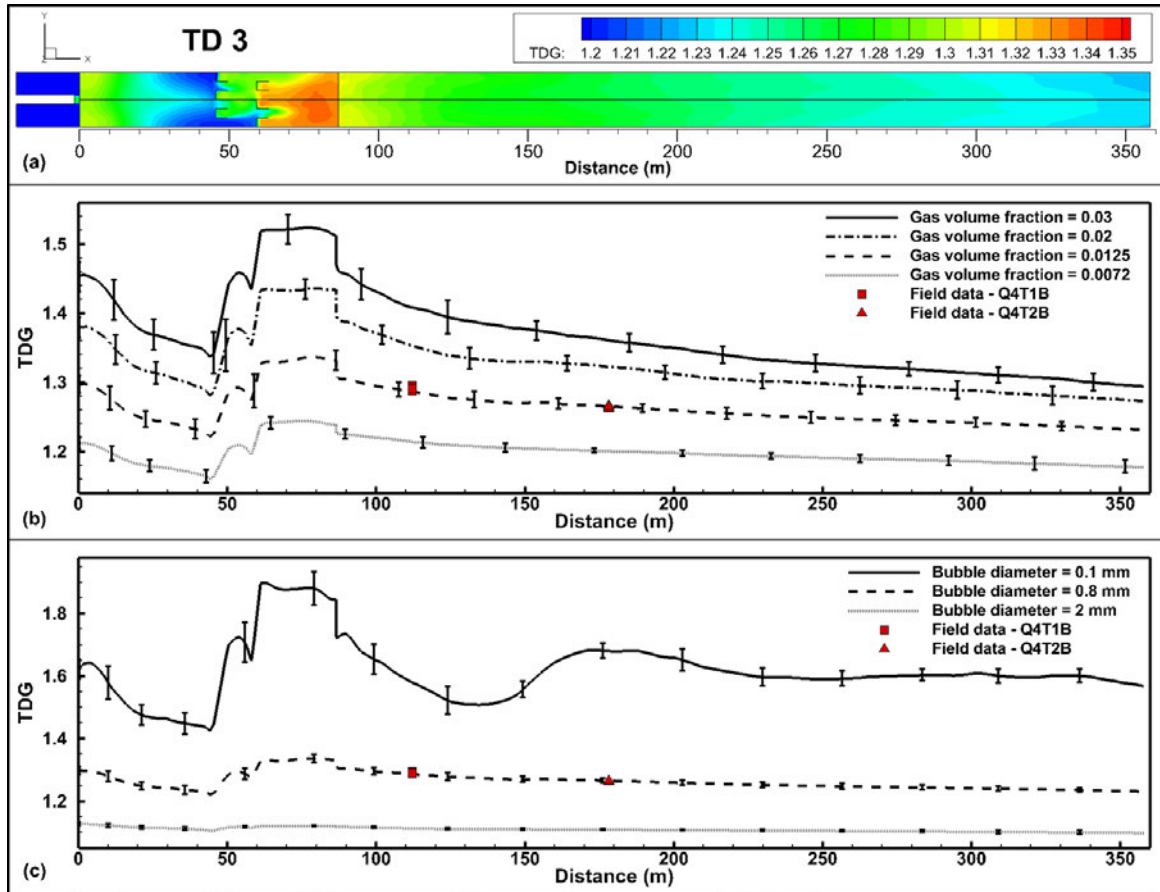 Y
Z
X
TD 3
TDG: 1.2 1.21 1.22 1.23 1.24 1.25 1.26 1.27 1.28 1.29 1.3 1.31 1.32 1.33 1.34 1.35
0 50 100 150 200 250 300 350
(a)
Distance (m)
Gas volume fraction = 0.03
Gas volume fraction = 0.02
Gas volume fraction = 0.0125
Gas volume fraction = 0.0072
Field data - Q4T1B
Field data - Q4T2B
1.5
1.4
1.3
1.2
TDG
0 50 100 150 200 250 300 350
(b)
Distance (m)
Bubble diameter = 0.1 mm
Bubble diameter = 0.8 mm
Bubble diameter = 2 mm
Field data - Q4T1B
Field data - Q4T2B
1.8
1.6
1.4
1.2
TDG
0 50 100 150 200 250 300 350
(c)
Distance (m)